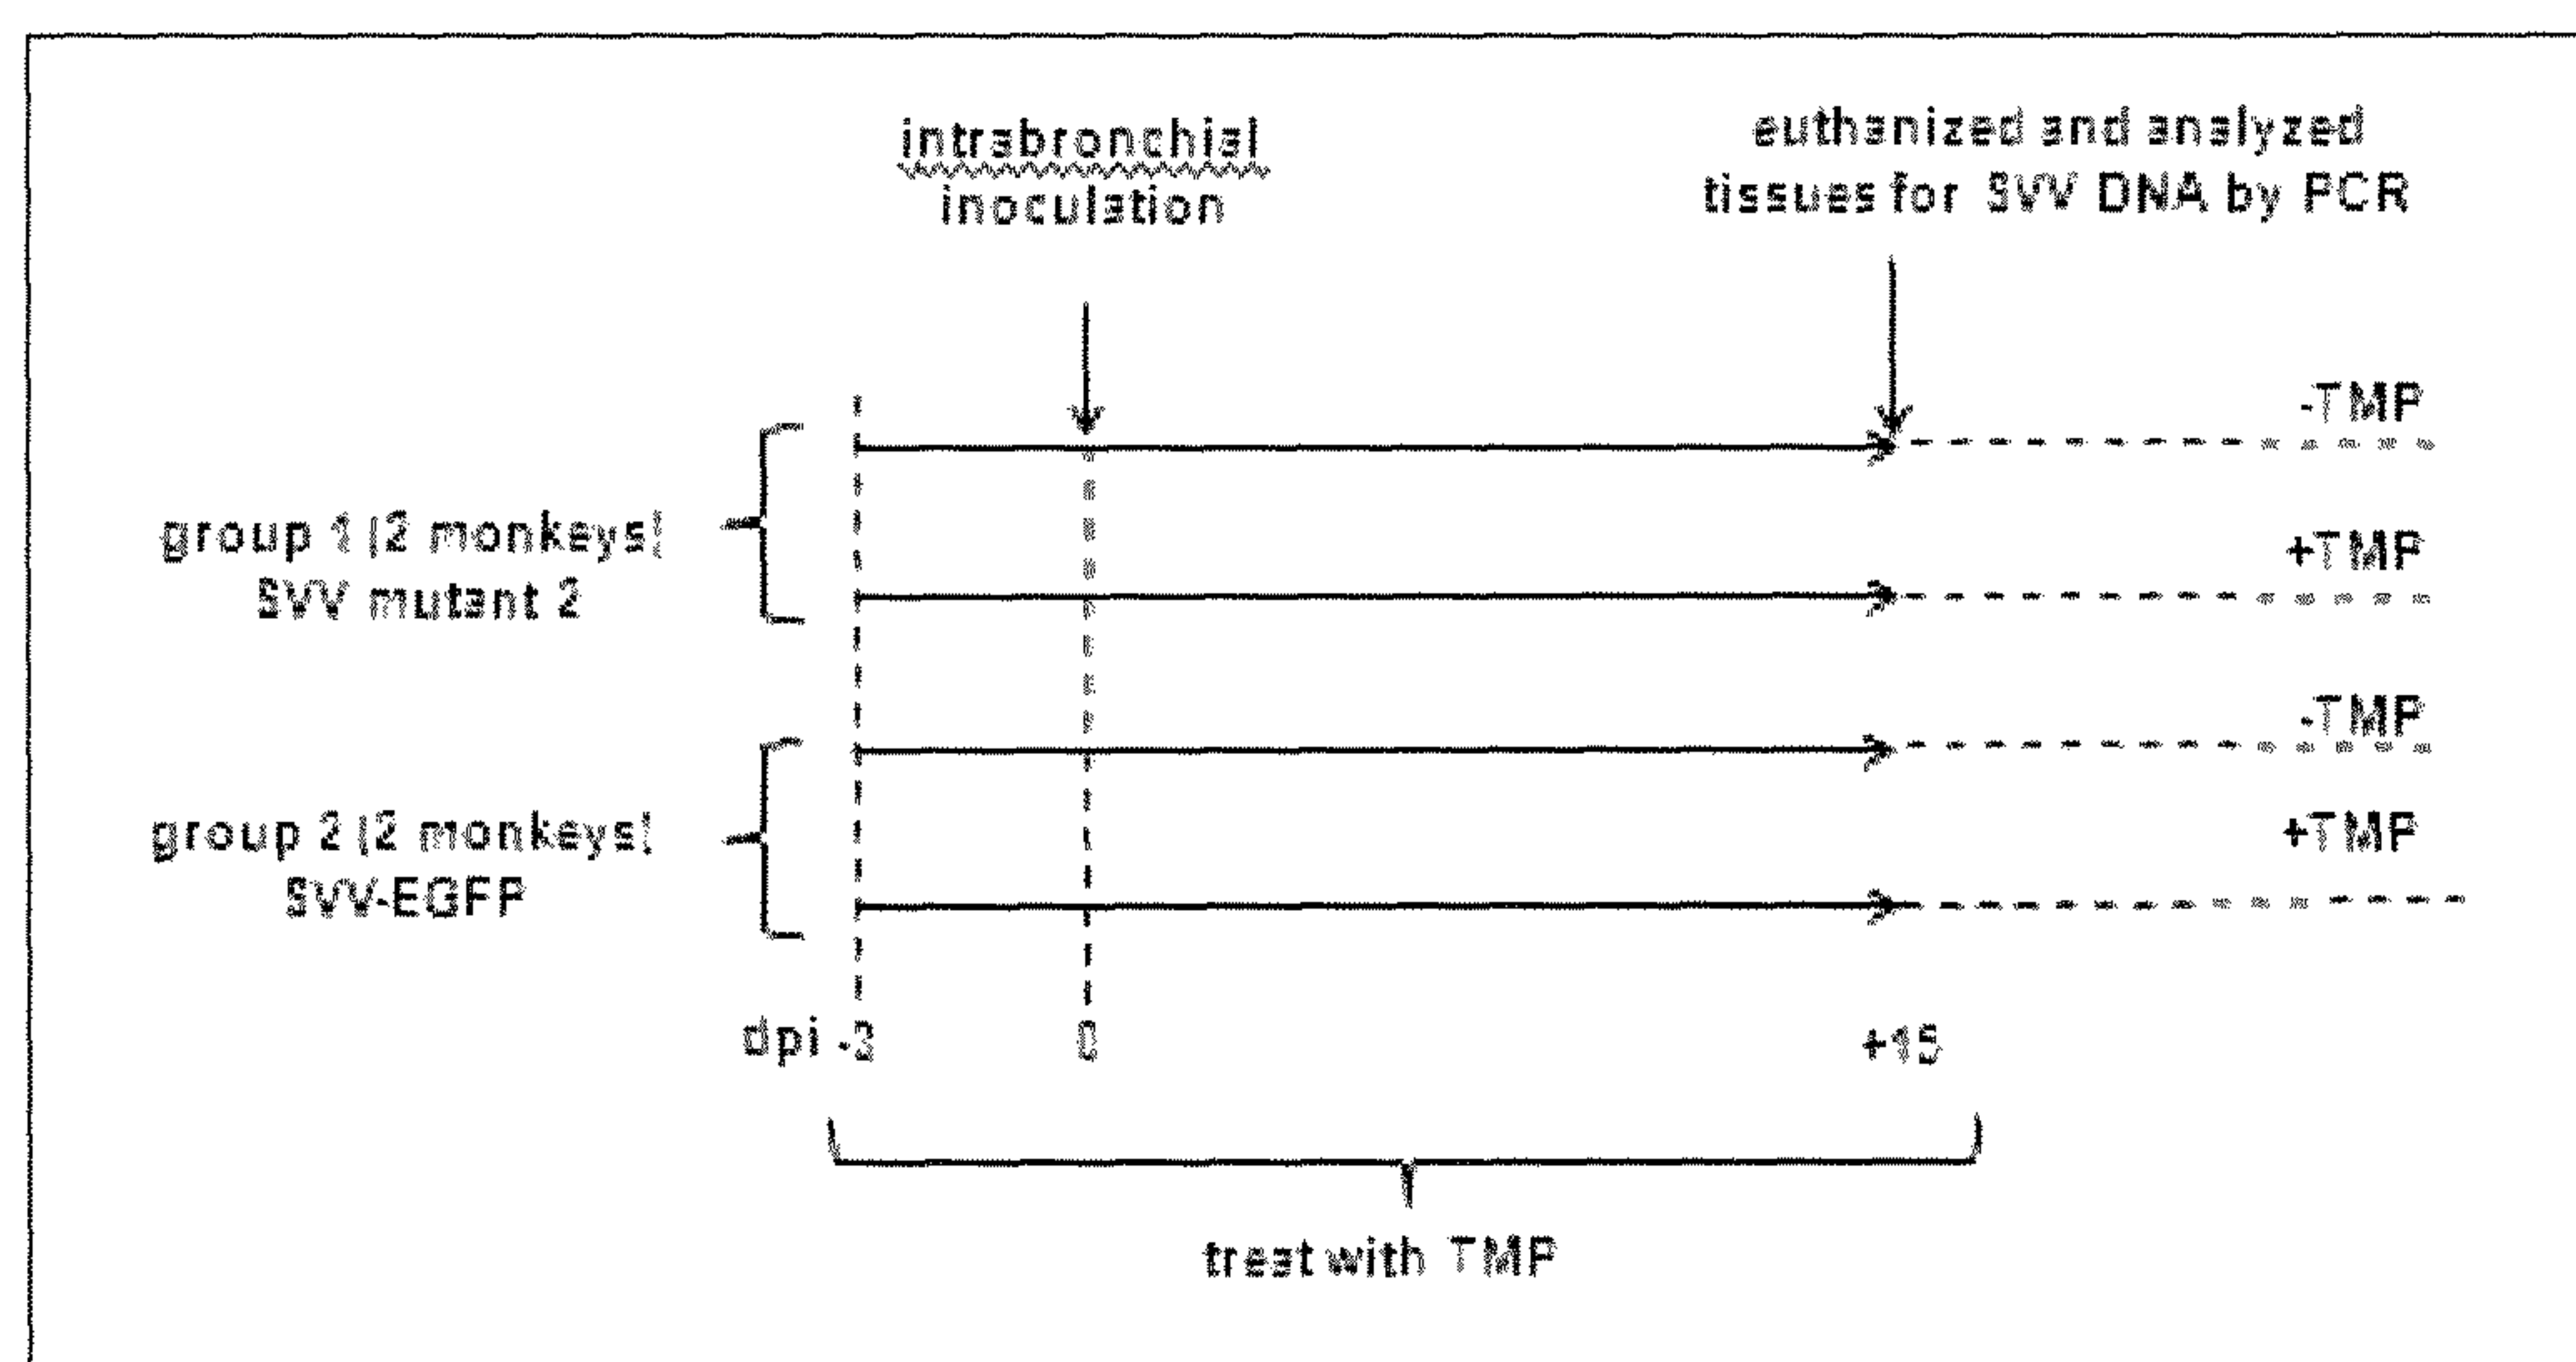 intrabronchial
inoculation
euthanized and analyzed
tissues for SVV DNA by PCR
-TMP
group 1 (2 monkeys)
SVV mutant 2
+TMP
-TMP
group 2 (2 monkeys)
SVV-EGFP
+TMP
dpi
0
+15
treat with TMP